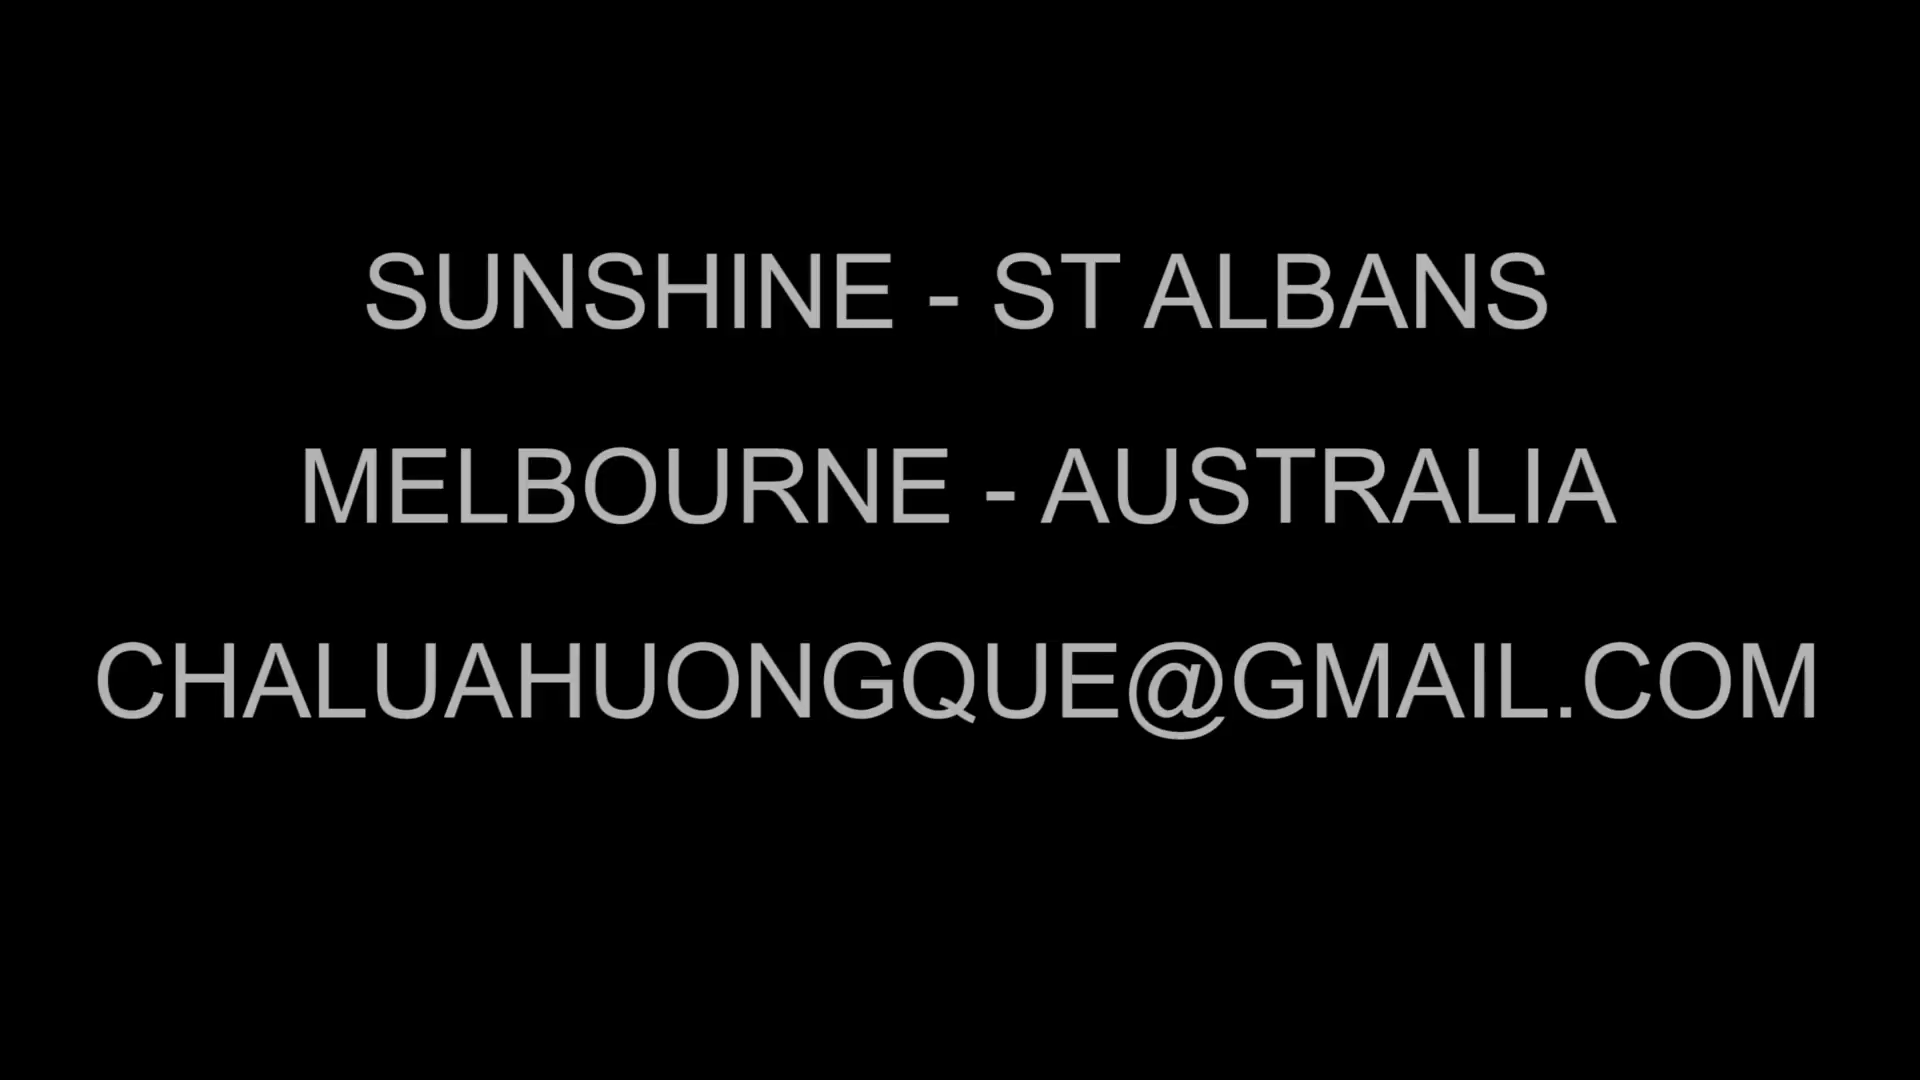 SUNSHINE - ST ALBANS
MELBOURNE - AUSTRALIA
CHALUAHUONGQUE@GMAIL.COM